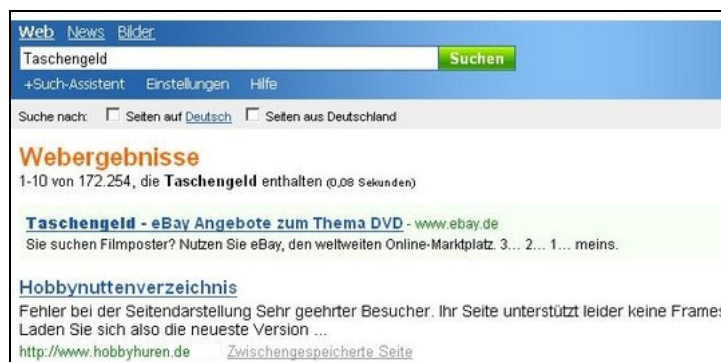 Web News Bilder
Taschengeld Suchen
+Such-Assistent Einstellungen Hilfe
Suche nach: Seiten auf Deutsch Seiten aus Deutschland
Webergebnisse
1-10 von 172.254, die Taschengeld enthalten (0,08 Sekunden)
Taschengeld - eBay Angebote zum Thema DVD - www.ebay.de
Sie suchen Filmposter? Nutzen Sie eBay, den weltweiten Online-Marktplatz. 3... 2... 1... meins.
Hobbynuttenverzeichnis
Fehler bei der Seitendarstellung Sehr geehrter Besucher. Ihr Seite unterstützt leider keine Frames
Laden Sie sich also die neueste Version ...
http://www.hobbyhuren.de Zwischengespeicherte Seite